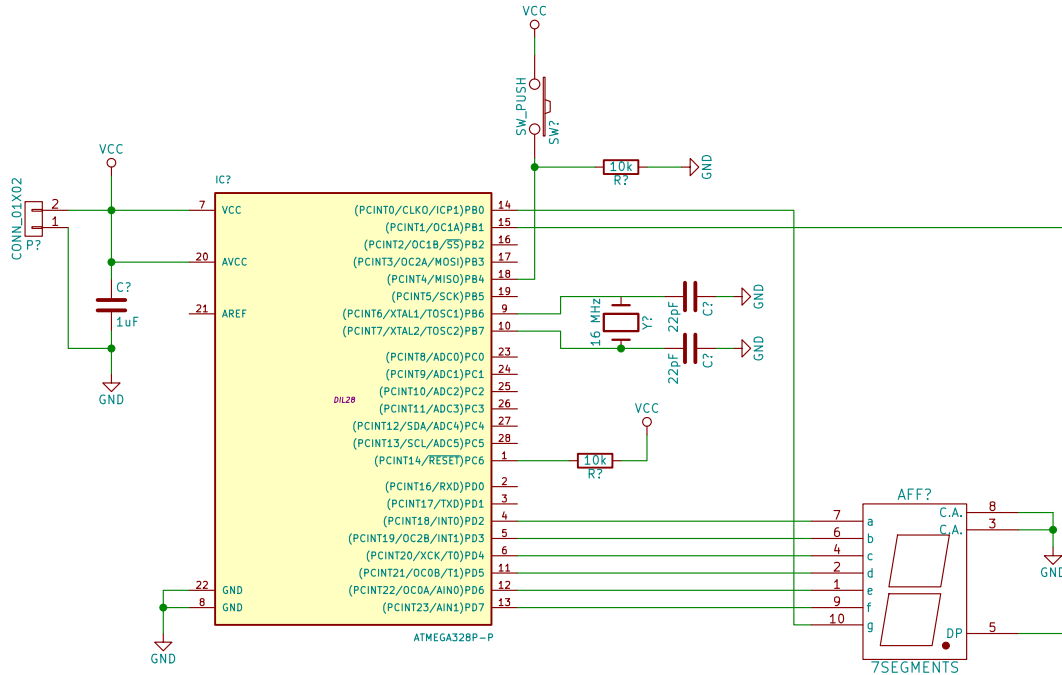 VCC
SW_PUSH
SW?
10k
R?
GND
VCC
CONN_01X02
P?
2
1
C?
1uF
GND
IC?
7 VCC
20 AVCC
21 AREF
22 GND
8 GND
GND
DIL28
ATMEGA328P-P
(PCINT0/CLKO/ICP1)PB0 14
(PCINT1/OC1A)PB1 15
(PCINT2/OC1B/SS)PB2 16
(PCINT3/OC2A/MOSI)PB3 17
(PCINT4/MISO)PB4 18
(PCINT5/SCK)PB5 19
(PCINT6/XTAL1/TOSC1)PB6 9
(PCINT7/XTAL2/TOSC2)PB7 10
(PCINT8/ADC0)PC0 23
(PCINT9/ADC1)PC1 24
(PCINT10/ADC2)PC2 25
(PCINT11/ADC3)PC3 26
(PCINT12/SDA/ADC4)PC4 27
(PCINT13/SCL/ADC5)PC5 28
(PCINT14/RESET)PC6 1
(PCINT16/RXD)PD0 2
(PCINT17/TXD)PD1 3
(PCINT18/INT0)PD2 4
(PCINT19/OC2B/INT1)PD3 5
(PCINT20/XCK/T0)PD4 6
(PCINT21/OC0B/T1)PD5 11
(PCINT22/OC0A/AIN0)PD6 12
(PCINT23/AIN1)PD7 13
16 MHz
Y?
22pF
C?
GND
22pF
C?
GND
VCC
10k
R?
AFF?
7 a
6 b
4 c
2 d
1 e
9 f
10 g
C.A. 8
C.A. 3
DP 5
7SEGMENTS
GND